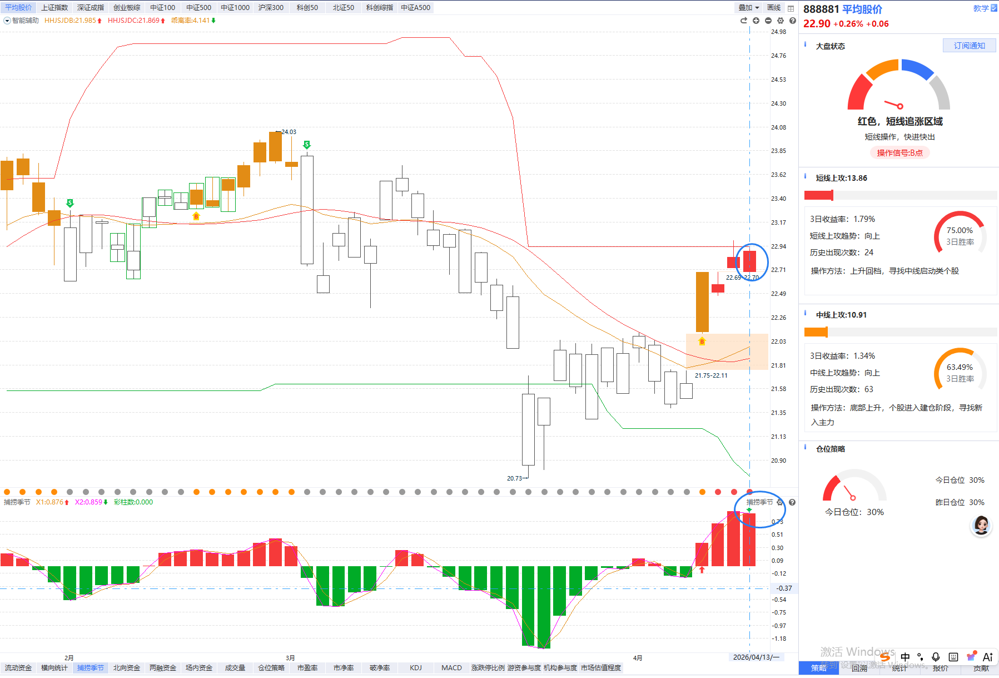 平均股价 上证指数 深证成指 创业板综 中证100 中证500 中证1000 沪深300 科创50 北证50 科创综指 中证A500 叠加 画线
智能辅助 HHJSJDB:21.985 HHJSJDC:21.869 乖离率:4.141
24.98
24.76
24.53
24.30
24.08
23.85
23.62
23.40
23.17
22.94
22.71
22.49
22.26
22.03
21.81
21.58
21.35
21.13
20.90
←24.03
S
S
B
B
22.69-22.70
21.75-22.11
20.73→
捕捞季节 X1:0.876 X2:0.859 彩柱数:0.000
捕捞季节
0.73
0.51
0.30
0.09
-0.12
-0.37
-0.54
-0.75
-0.97
-1.18
2月 3月 4月 2026/04/13/一
流动资金 横向统计 捕捞季节 北向资金 两融资金 场内资金 成交量 仓位策略 市盈率 市净率 破净率 KDJ MACD 涨跌停比例 游资参与度 机构参与度 市场估值程度
888881 平均股价 教学
22.90 +0.26% +0.06
大盘状态 订阅通知
红色，短线追涨区域
短线操作，快进快出
操作信号:B点
短线上攻:13.86
3日收益率：1.79%
短线上攻趋势：向上
历史出现次数：24
75.00%
3日胜率
操作方法：上升回档，寻找中线启动类个股
中线上攻:10.91
3日收益率：1.34%
中线上攻趋势：向上
历史出现次数：63
63.49%
3日胜率
操作方法：底部上升，个股进入建仓阶段，寻找新
入主力
仓位策略
今日仓位：30%
今日仓位 30%
昨日仓位 30%
激活 Windows
转到"设置"以激活 Windows。
中
策略 回溯 统计 报价 贡献